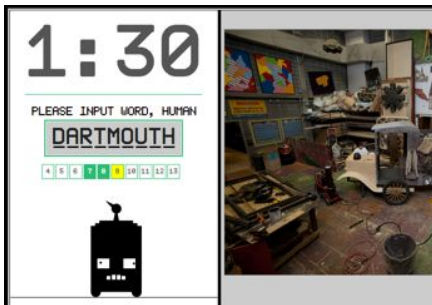 1:30
PLEASE INPUT WORD, HUMAN
DARTMOUTH
4 5 6 7 8 9 10 11 12 13